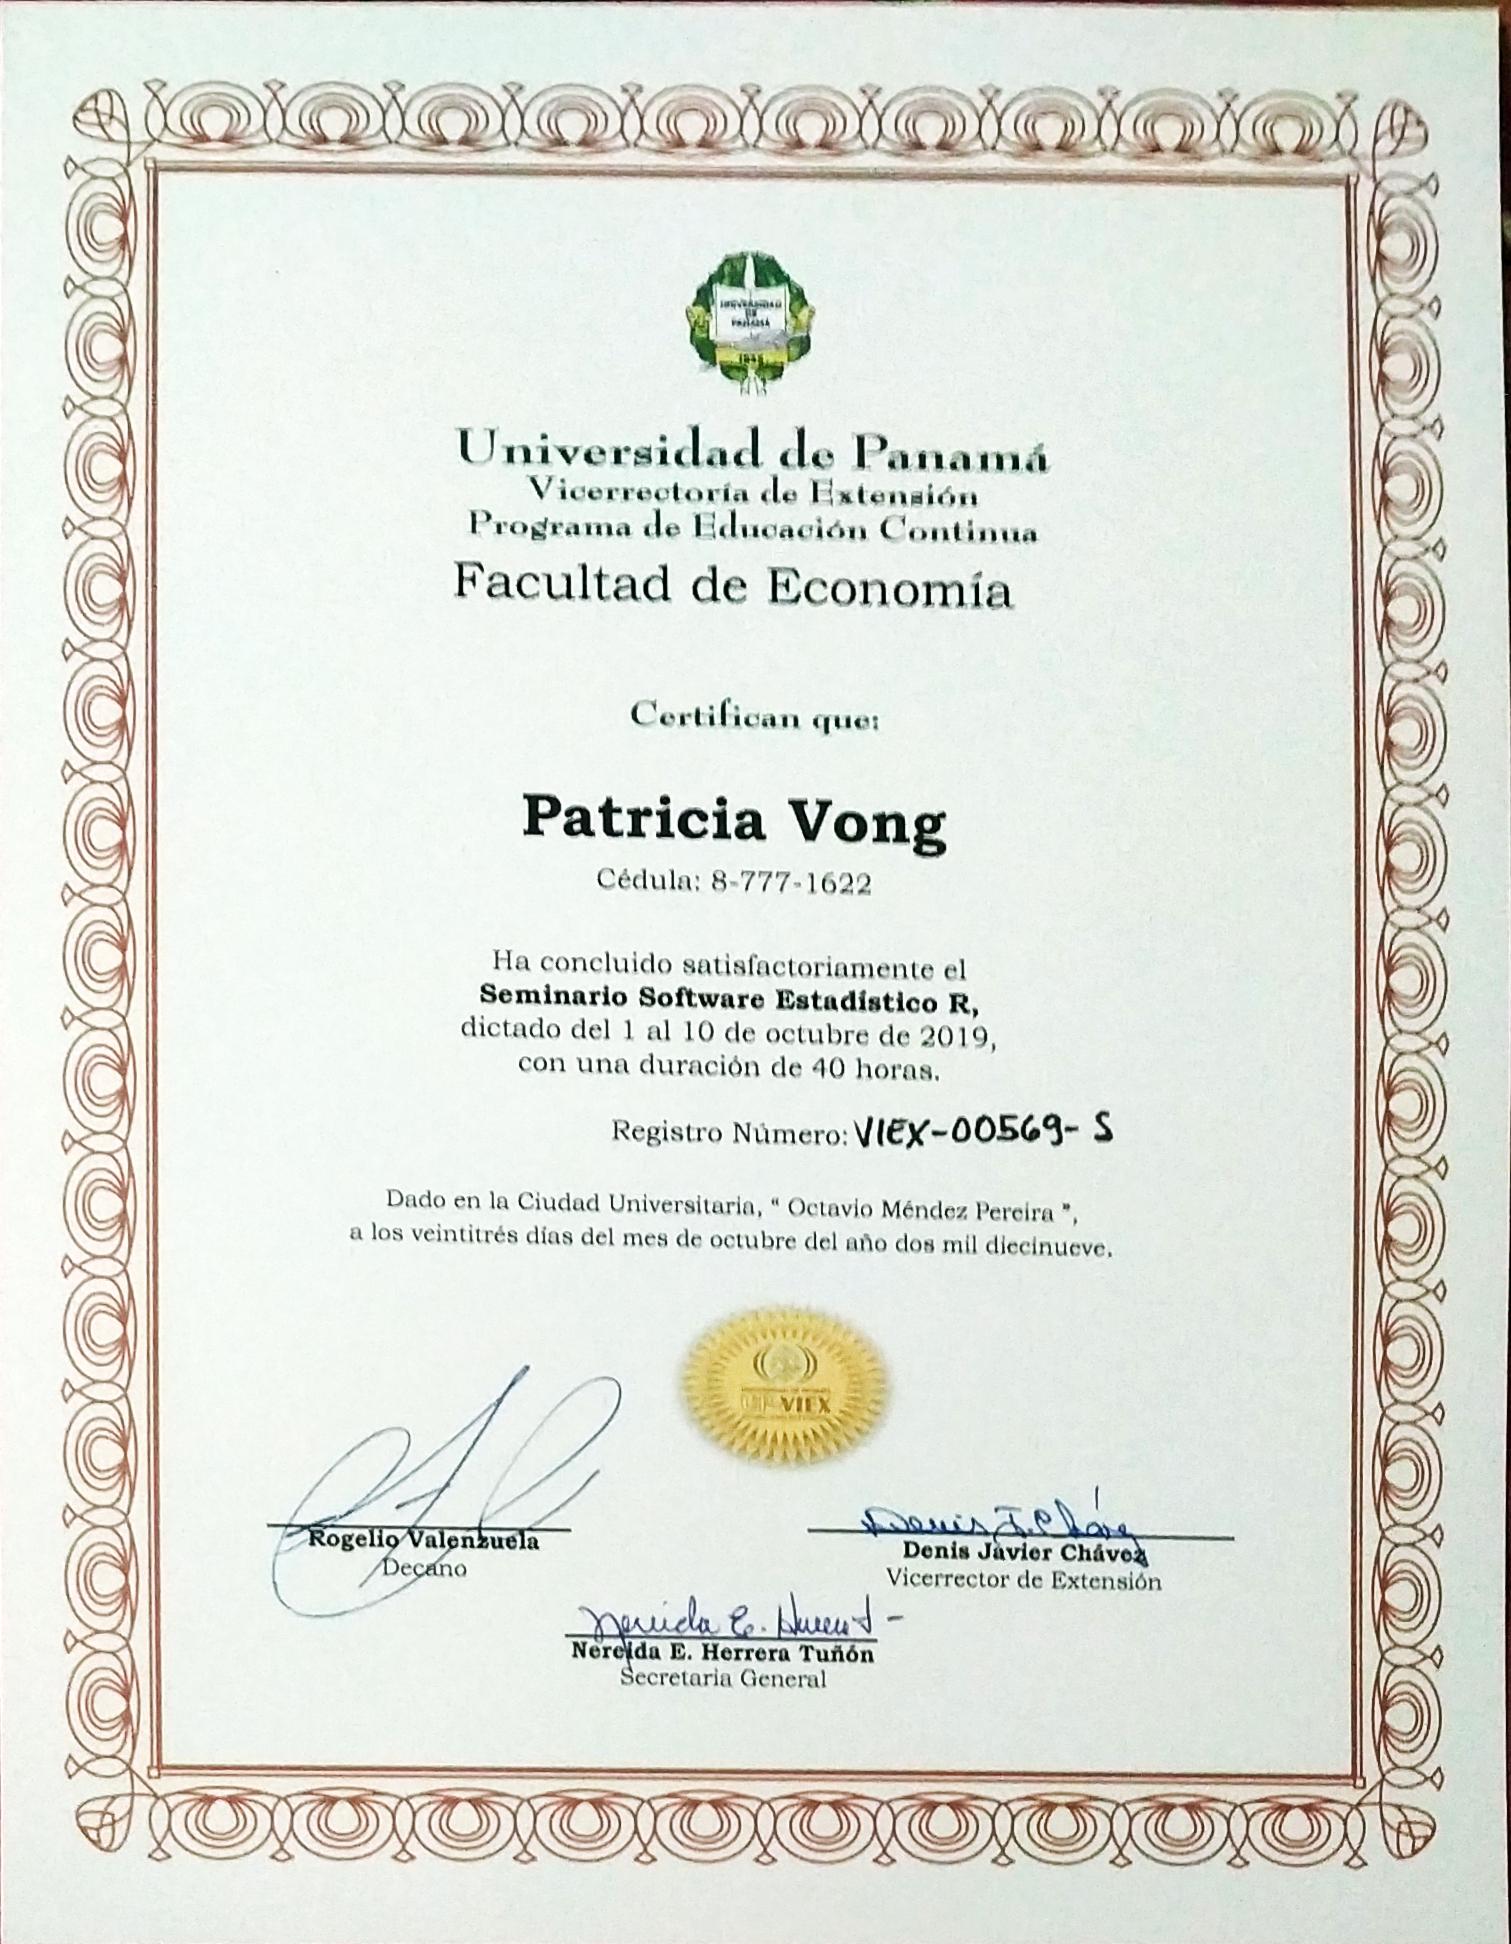 UNIVERSIDAD
DE
PANAMÁ
Universidad de Panamá
Vicerrectoría de Extensión
Programa de Educación Continua
Facultad de Economía
Certifican que:
Patricia Vong
Cédula: 8-777-1622
Ha concluido satisfactoriamente el
Seminario Software Estadístico R,
dictado del 1 al 10 de octubre de 2019,
con una duración de 40 horas.
Registro Número: VIEX-00569- S
Dado en la Ciudad Universitaria, " Octavio Méndez Pereira ",
a los veintitrés días del mes de octubre del año dos mil diecinueve.
VIEX
Rogelio Valenzuela
Decano
Denis J. Chávez
Denis Javier Chávez
Vicerrector de Extensión
Nereida E. Herrera T
Nereida E. Herrera Tuñón
Secretaria General